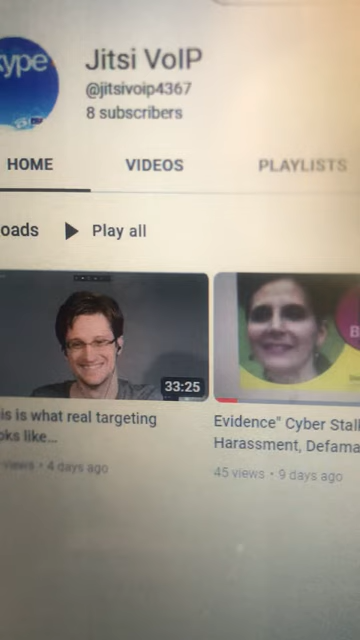 ype
Jitsi VoIP
@jitsivoip4367
8 subscribers
HOME VIDEOS PLAYLISTS
oads Play all
33:25
B
is is what real targeting
oks like...
views • 4 days ago
Evidence" Cyber Stal
Harassment, Defama
45 views • 9 days ago